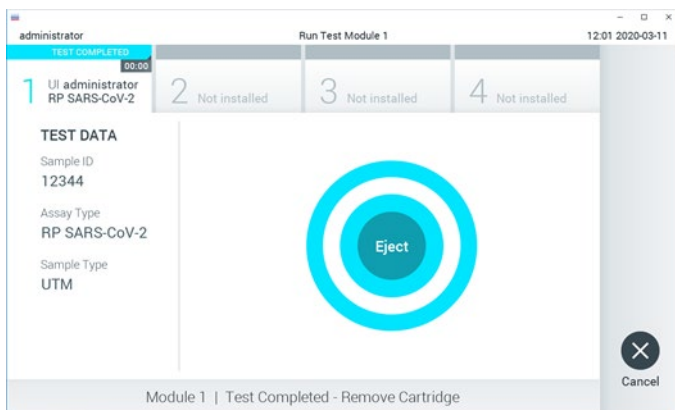 administrator
Run Test Module 1
12:01 2020-03-11
TEST COMPLETED
00:00
1
UI administrator
RP SARS-CoV-2
2 Not installed
3 Not installed
4 Not installed
TEST DATA
Sample ID
12344
Assay Type
RP SARS-CoV-2
Sample Type
UTM
Eject
Cancel
Module 1 | Test Completed - Remove Cartridge